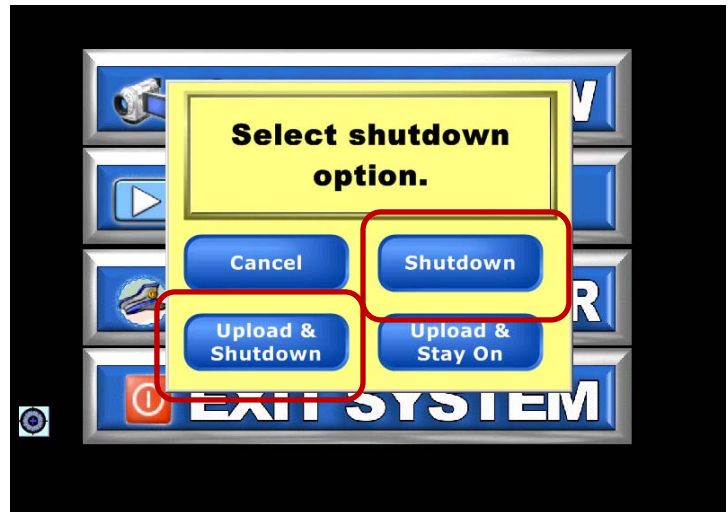 W
Select shutdown
option.
Cancel
Shutdown
R
Upload &
Shutdown
Upload &
Stay On
EXIT SYSTEM